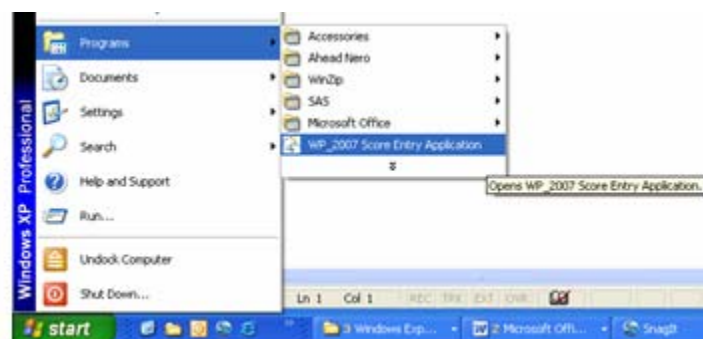 Programs
Documents
Settings
Search
Help and Support
Run...
Undock Computer
Shut Down...
Windows XP Professional
Accessories
Ahead Nero
WinZip
SAS
Microsoft Office
WP_2007 Score Entry Application
Opens WP_2007 Score Entry Application.
Ln 1 Col 1 REC TRK EXT OVR
start
3 Windows Exp...
2 Microsoft Offi...
SnagIt